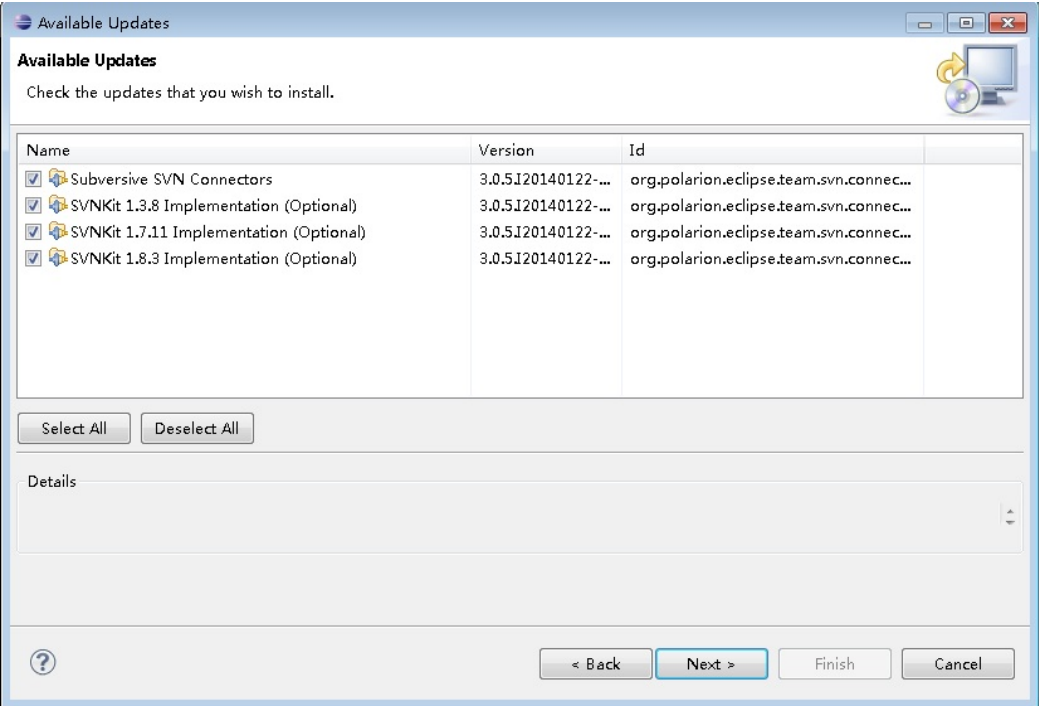 Available Updates
Available Updates
Check the updates that you wish to install.
Name Version Id
Subversive SVN Connectors 3.0.5.I20140122-... org.polarion.eclipse.team.svn.connec...
SVNKit 1.3.8 Implementation (Optional) 3.0.5.I20140122-... org.polarion.eclipse.team.svn.connec...
SVNKit 1.7.11 Implementation (Optional) 3.0.5.I20140122-... org.polarion.eclipse.team.svn.connec...
SVNKit 1.8.3 Implementation (Optional) 3.0.5.I20140122-... org.polarion.eclipse.team.svn.connec...
Select All Deselect All
Details
? < Back Next > Finish Cancel